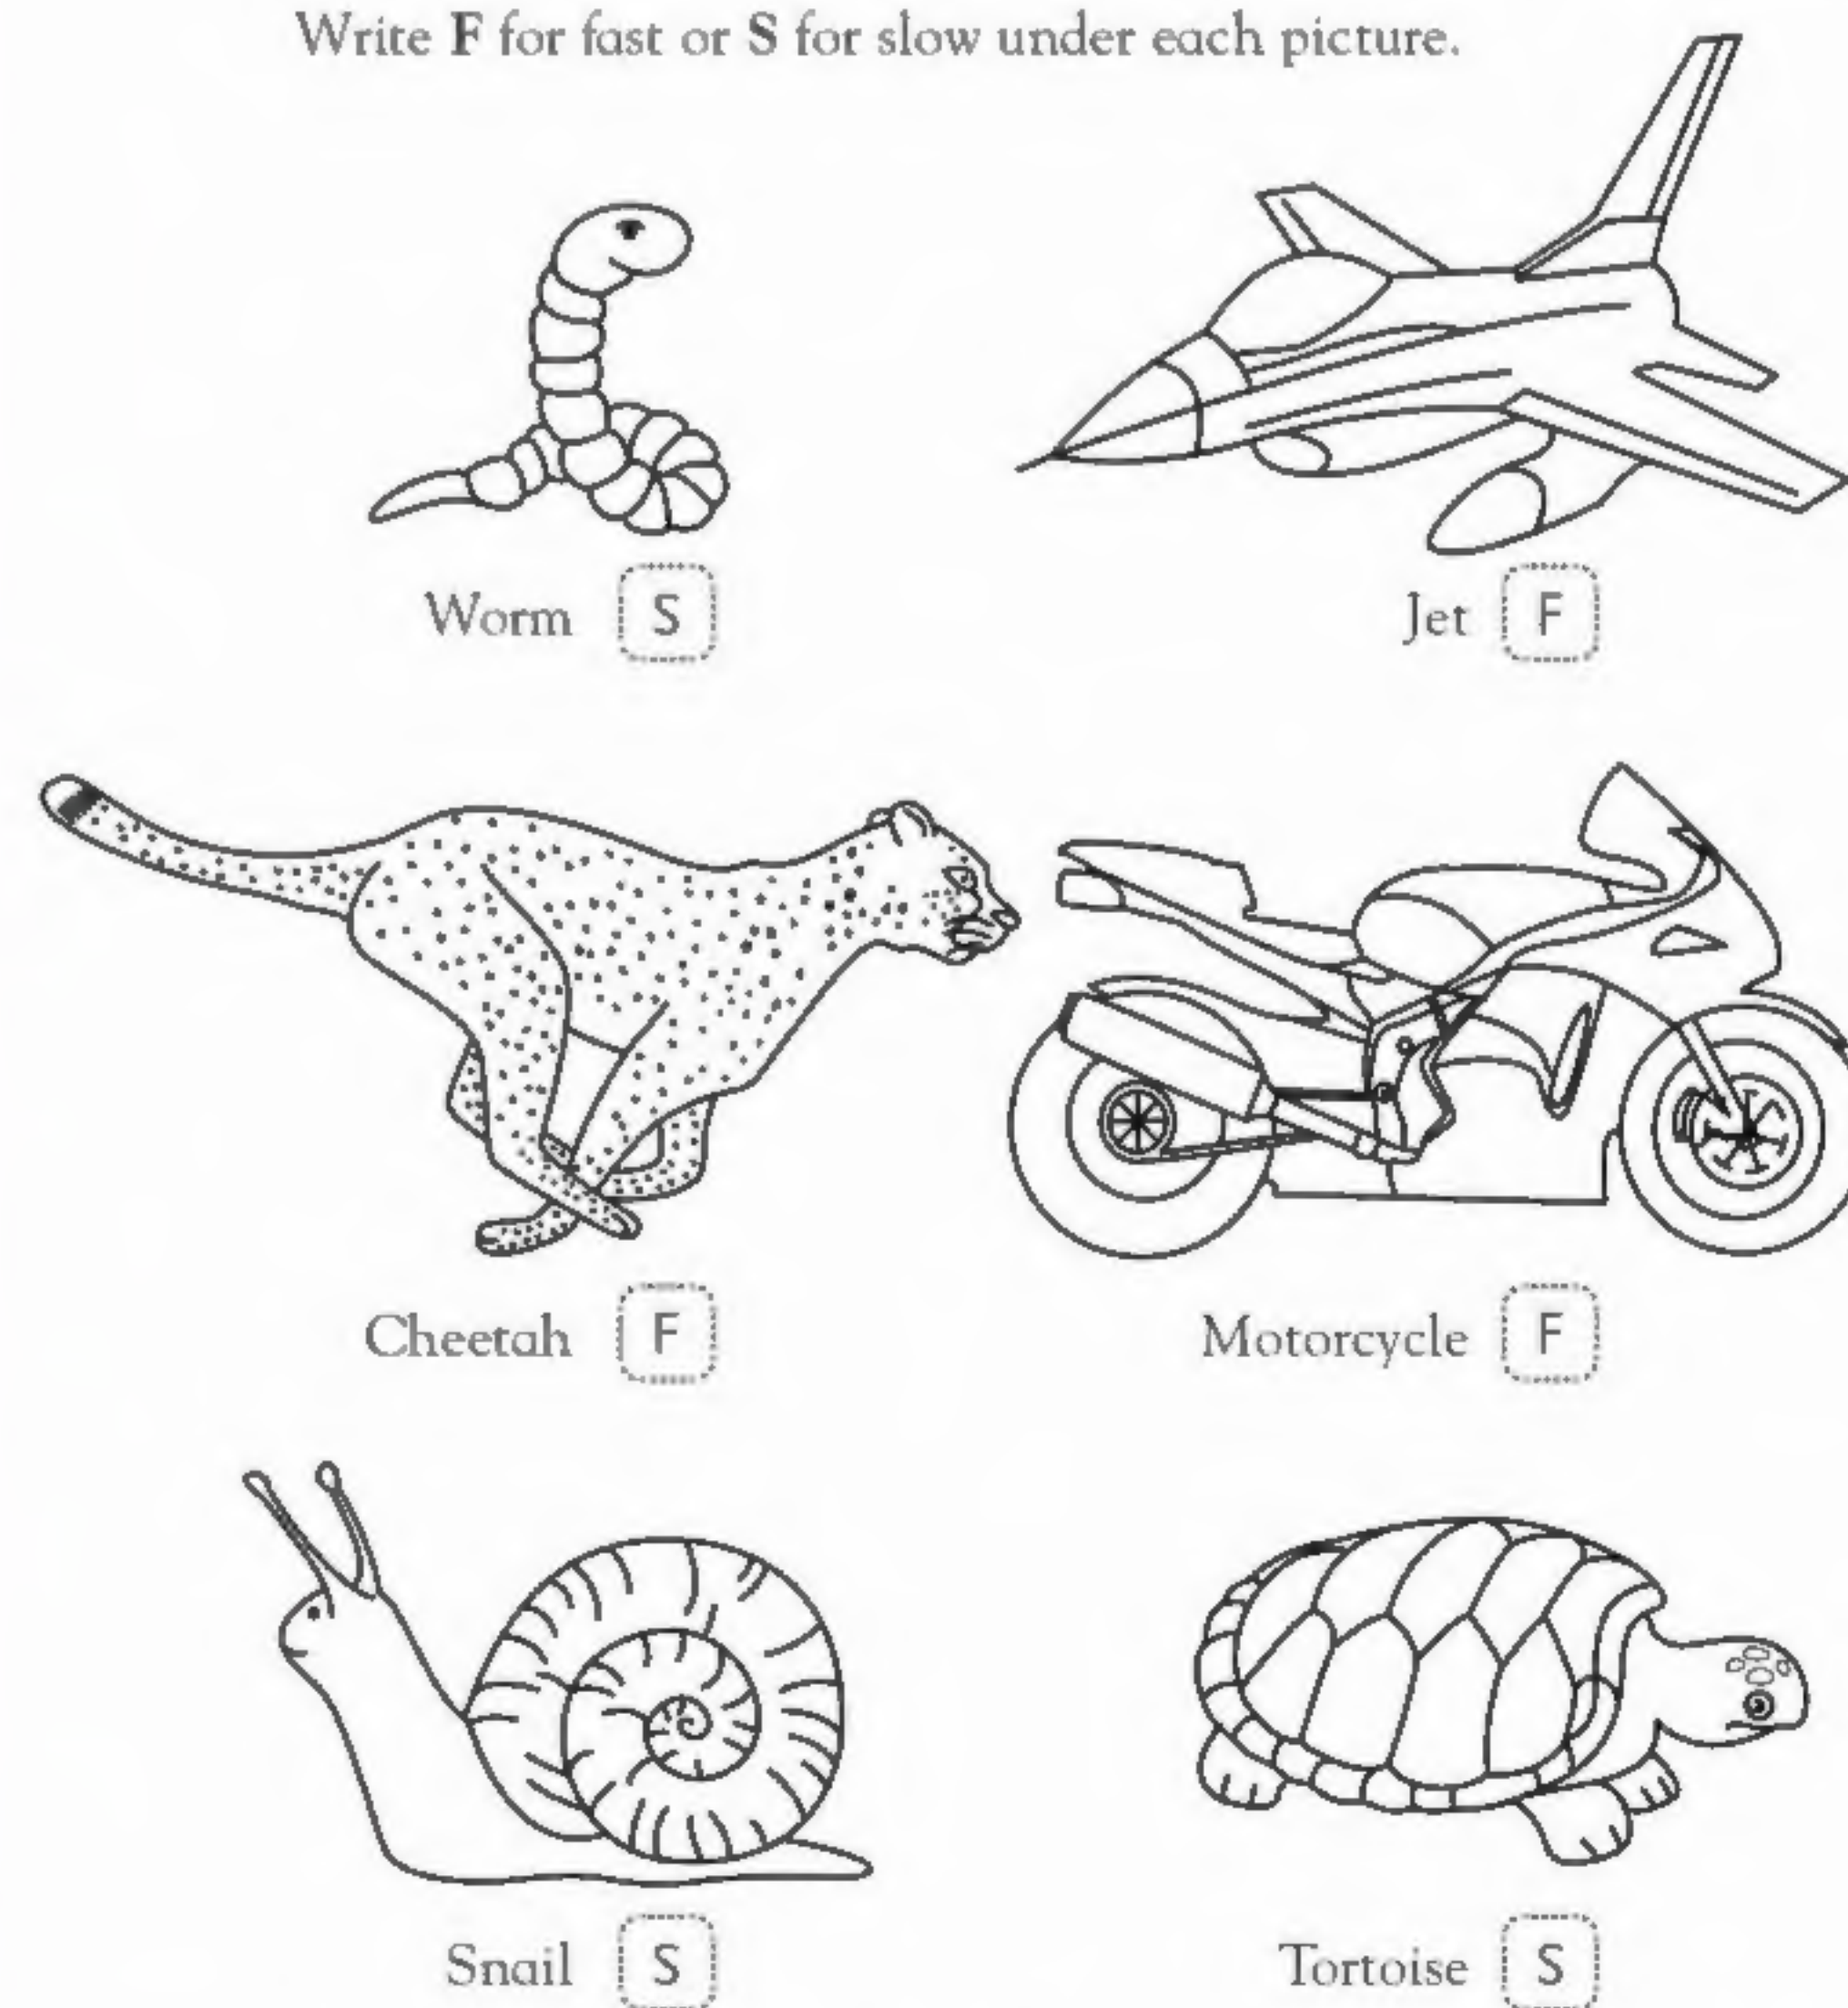 Write F for fast or S for slow under each picture.
Worm S
Jet F
Cheetah F
Motorcycle F
Snail S
Tortoise S